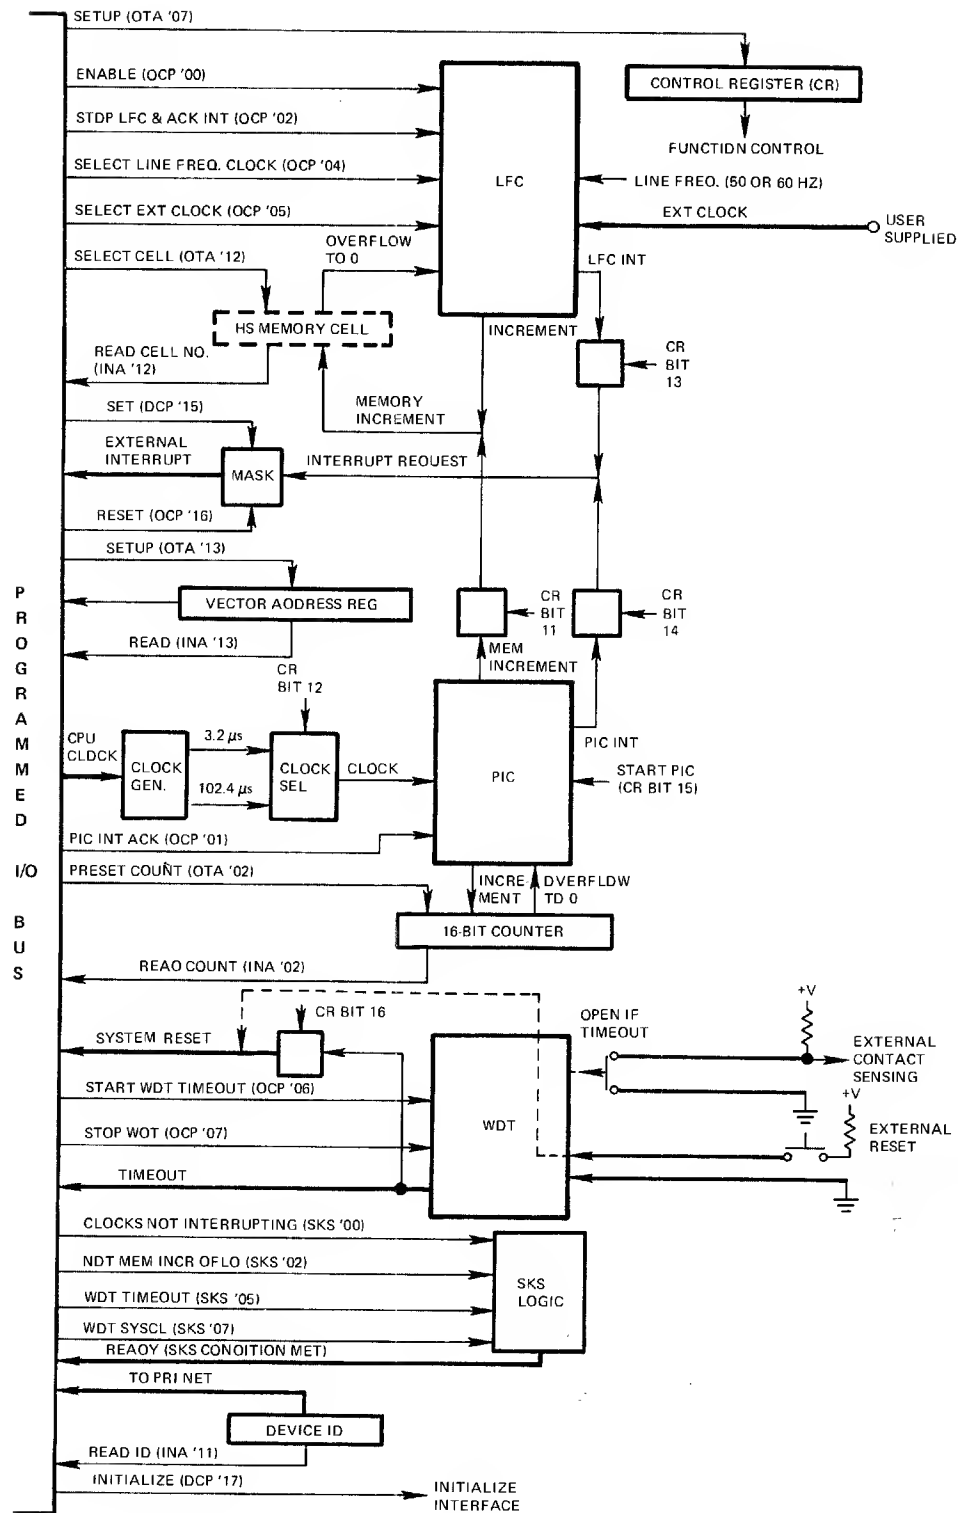 SETUP (OTA '07)
ENABLE (OCP '00)
CONTROL REGISTER (CR)
STDP LFC & ACK INT (OCP '02)
FUNCTION CONTROL
SELECT LINE FREQ. CLOCK (OCP '04)
LFC
LINE FREQ. (50 OR 60 HZ)
SELECT EXT CLOCK (OCP '05)
EXT CLOCK
USER
SUPPLIED
OVERFLOW
TO 0
SELECT CELL (OTA '12)
LFC INT
HS MEMORY CELL
INCREMENT
READ CELL NO.
(INA '12)
CR
BIT
13
SET (DCP '15)
MEMORY
INCREMENT
EXTERNAL
INTERRUPT
MASK
INTERRUPT REQUEST
RESET (OCP '16)
SETUP (OTA '13)
VECTOR AODRESS REG
CR
BIT
11
CR
BIT
14
READ (INA '13)
MEM
INCREMENT
CR
BIT 12
PROGRAMMED
I/O
BUS
CPU
CLDCK
CLOCK
GEN.
3.2 µs
102.4 µs
CLOCK
SEL
CLOCK
PIC
PIC INT
START PIC
(CR BIT 15)
PIC INT ACK (OCP '01)
PRESET COUNT (OTA '02)
INCRE-
MENT
DVERFLDW
TD 0
16-BIT COUNTER
REAO COUNT (INA '02)
CR BIT 16
OPEN IF
TIMEOUT
+V
SYSTEM RESET
EXTERNAL
CONTACT
SENSING
START WDT TIMEOUT (OCP '06)
WDT
+V
STOP WOT (OCP '07)
EXTERNAL
RESET
TIMEOUT
CLOCKS NOT INTERRUPTING (SKS '00)
NDT MEM INCR OFLO (SKS '02)
SKS
LOGIC
WDT TIMEOUT (SKS '05)
WDT SYSCL (SKS '07)
REAOY (SKS CONDITION MET)
TO PRI NET
DEVICE ID
READ ID (INA '11)
INITIALIZE (DCP '17)
INITIALIZE
INTERFACE